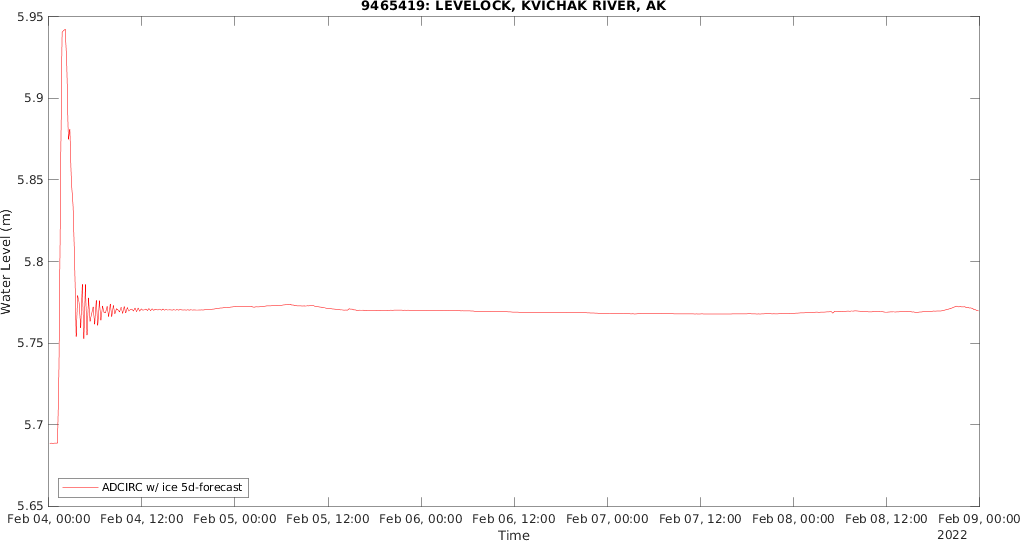 9465419: LEVELOCK, KVICHAK RIVER, AK
5.95
5.9
5.85
5.8
5.75
5.7
5.65
Water Level (m)
ADCIRC w/ ice 5d-forecast
Feb 04, 00:00 Feb 04, 12:00 Feb 05, 00:00 Feb 05, 12:00 Feb 06, 00:00 Feb 06, 12:00 Feb 07, 00:00 Feb 07, 12:00 Feb 08, 00:00 Feb 08, 12:00 Feb 09, 00:00
Time
2022